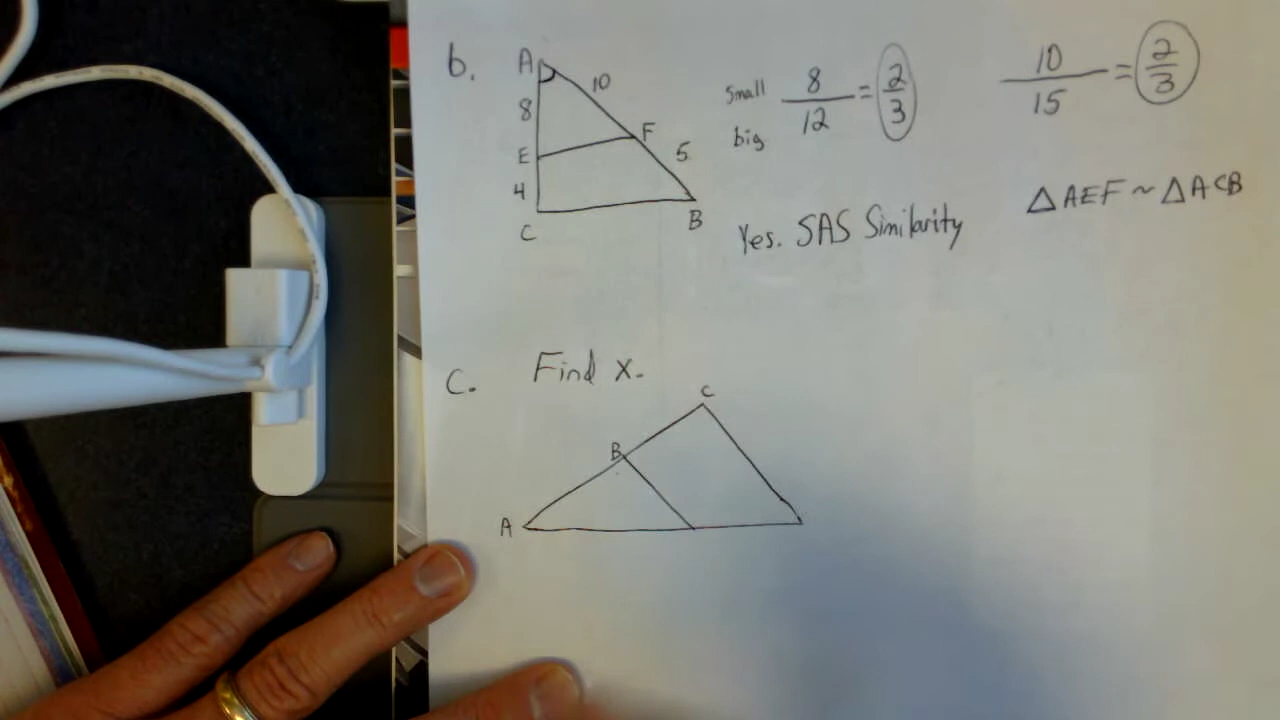 b.
A
10
8
F
E
5
4
C
B
Small 8 = 2
big 12 3
10 = 2
15 3
Yes. SAS Similarity
△AEF ~ △ACB
C. Find x.
C
B
A